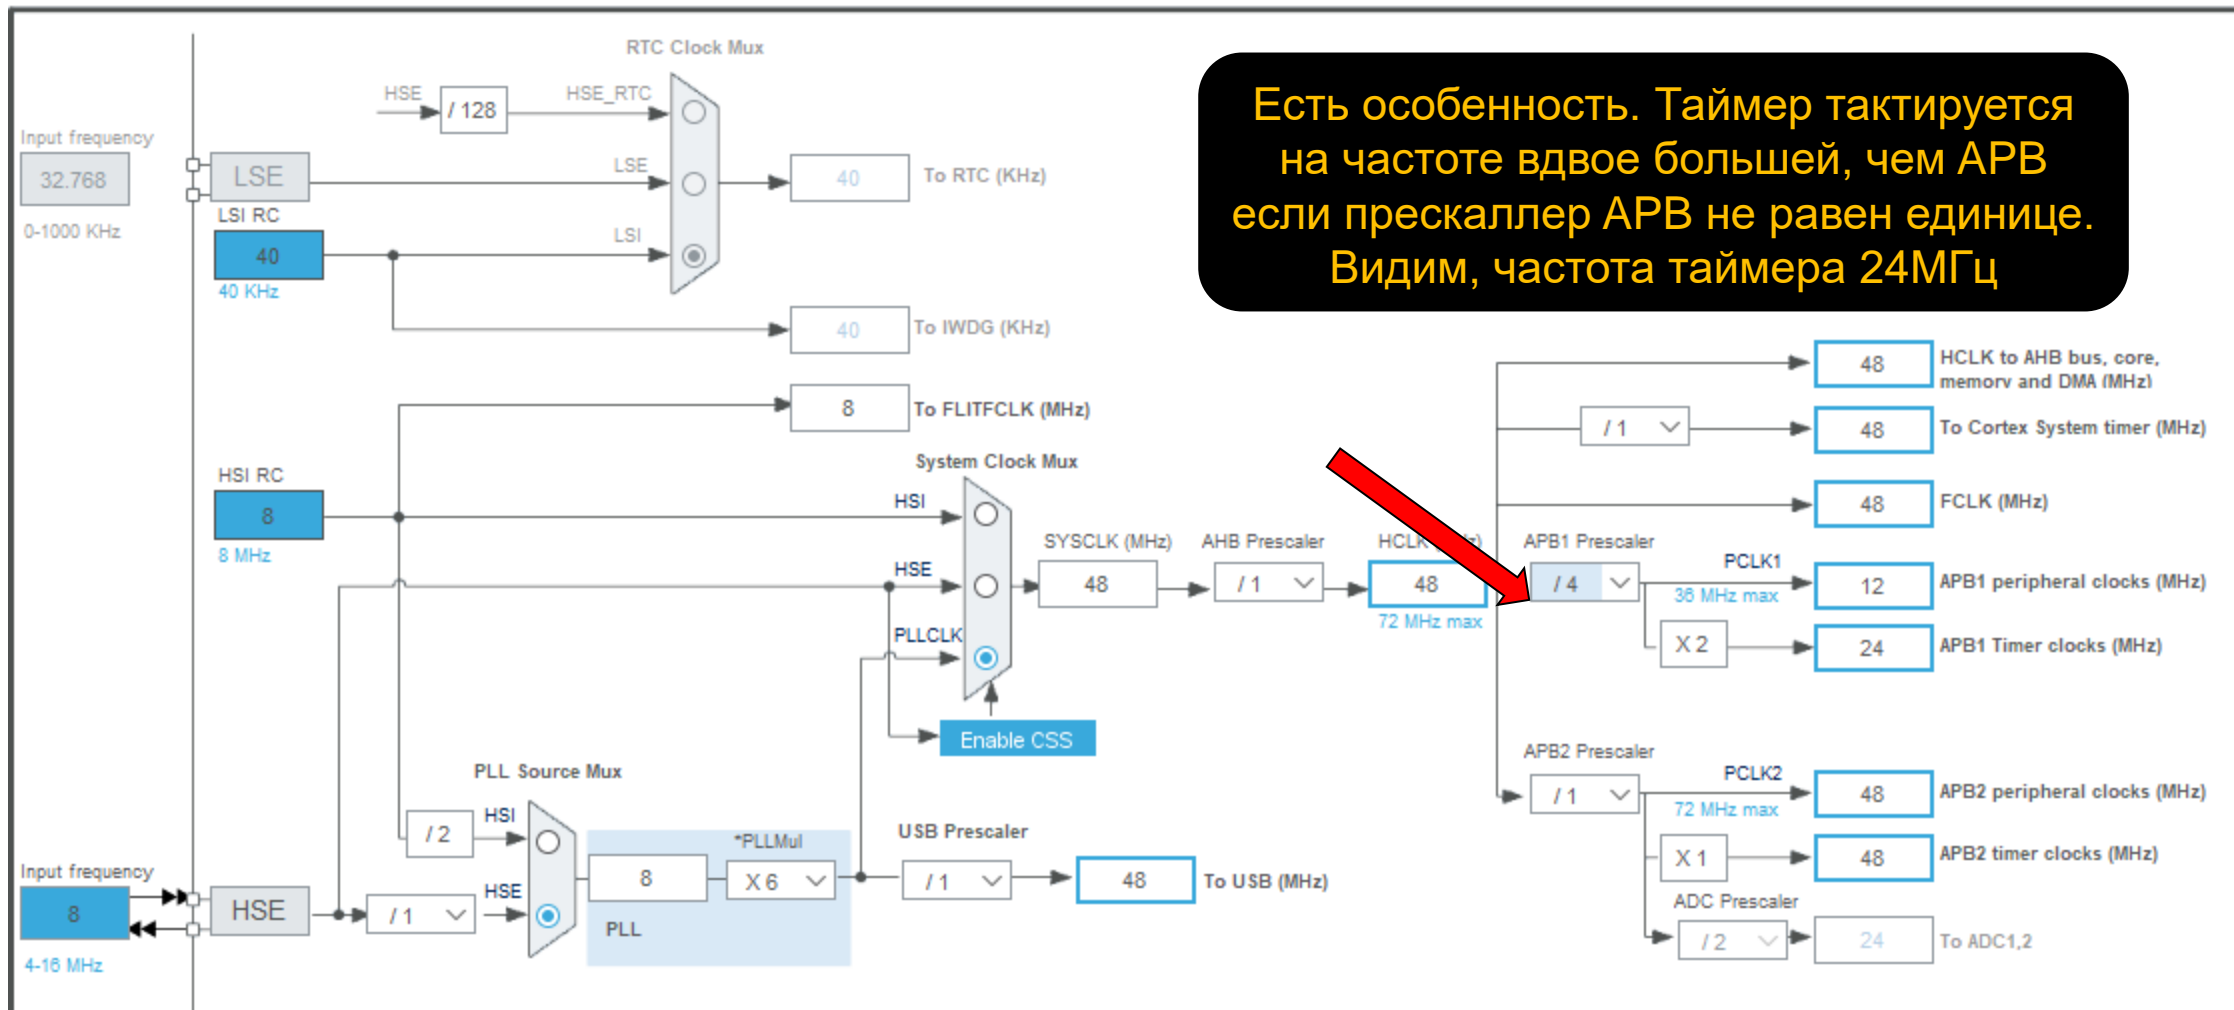 RTC Clock Mux
Есть особенность. Таймер тактируется
на частоте вдвое большей, чем APB
если прескаллер APB не равен единице.
Видим, частота таймера 24МГц
HSE
/ 128
HSE_RTC
Input frequency
32.768
0-1000 KHz
LSE
LSE
40
To RTC (KHz)
LSI RC
40
40 KHz
LSI
40
To IWDG (KHz)
8
To FLITFCLK (MHz)
HSI RC
8
8 MHz
System Clock Mux
HSI
HSE
PLLCLK
SYSCLK (MHz)
48
AHB Prescaler
/ 1
HCLK
48
72 MHz max
Enable CSS
48
HCLK to AHB bus, core,
memory and DMA (MHz)
/ 1
48
To Cortex System timer (MHz)
48
FCLK (MHz)
APB1 Prescaler
/ 4
PCLK1
36 MHz max
12
APB1 peripheral clocks (MHz)
X 2
24
APB1 Timer clocks (MHz)
APB2 Prescaler
/ 1
PCLK2
72 MHz max
48
APB2 peripheral clocks (MHz)
X 1
48
APB2 timer clocks (MHz)
ADC Prescaler
/ 2
24
To ADC1,2
PLL Source Mux
/ 2
HSI
Input frequency
8
4-16 MHz
HSE
/ 1
HSE
8
*PLLMul
X 6
PLL
USB Prescaler
/ 1
48
To USB (MHz)